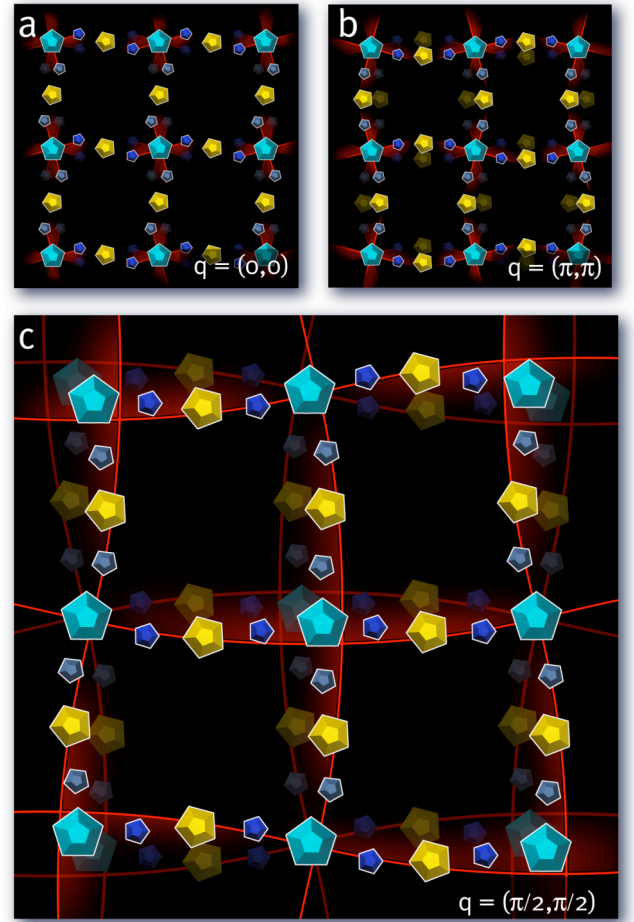 a
b
q = (0,0)
q = (π,π)
c
q = (π/2,π/2)